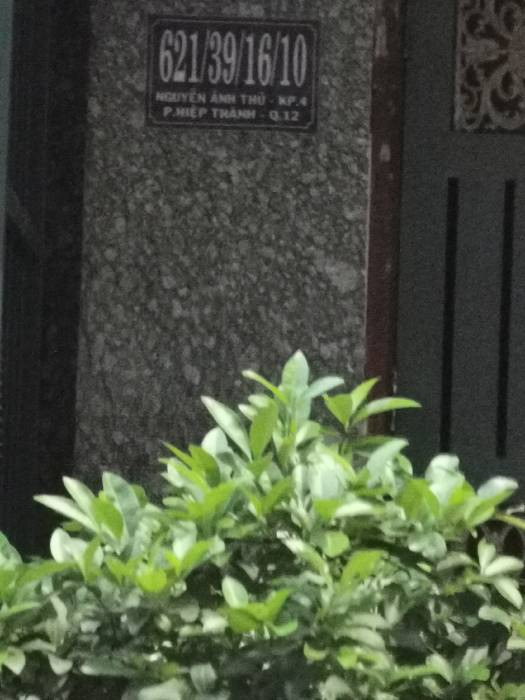 621/39/16/10
NGUYỄN ẢNH THỦ - KP.4
P.HIỆP THÀNH - Q.12